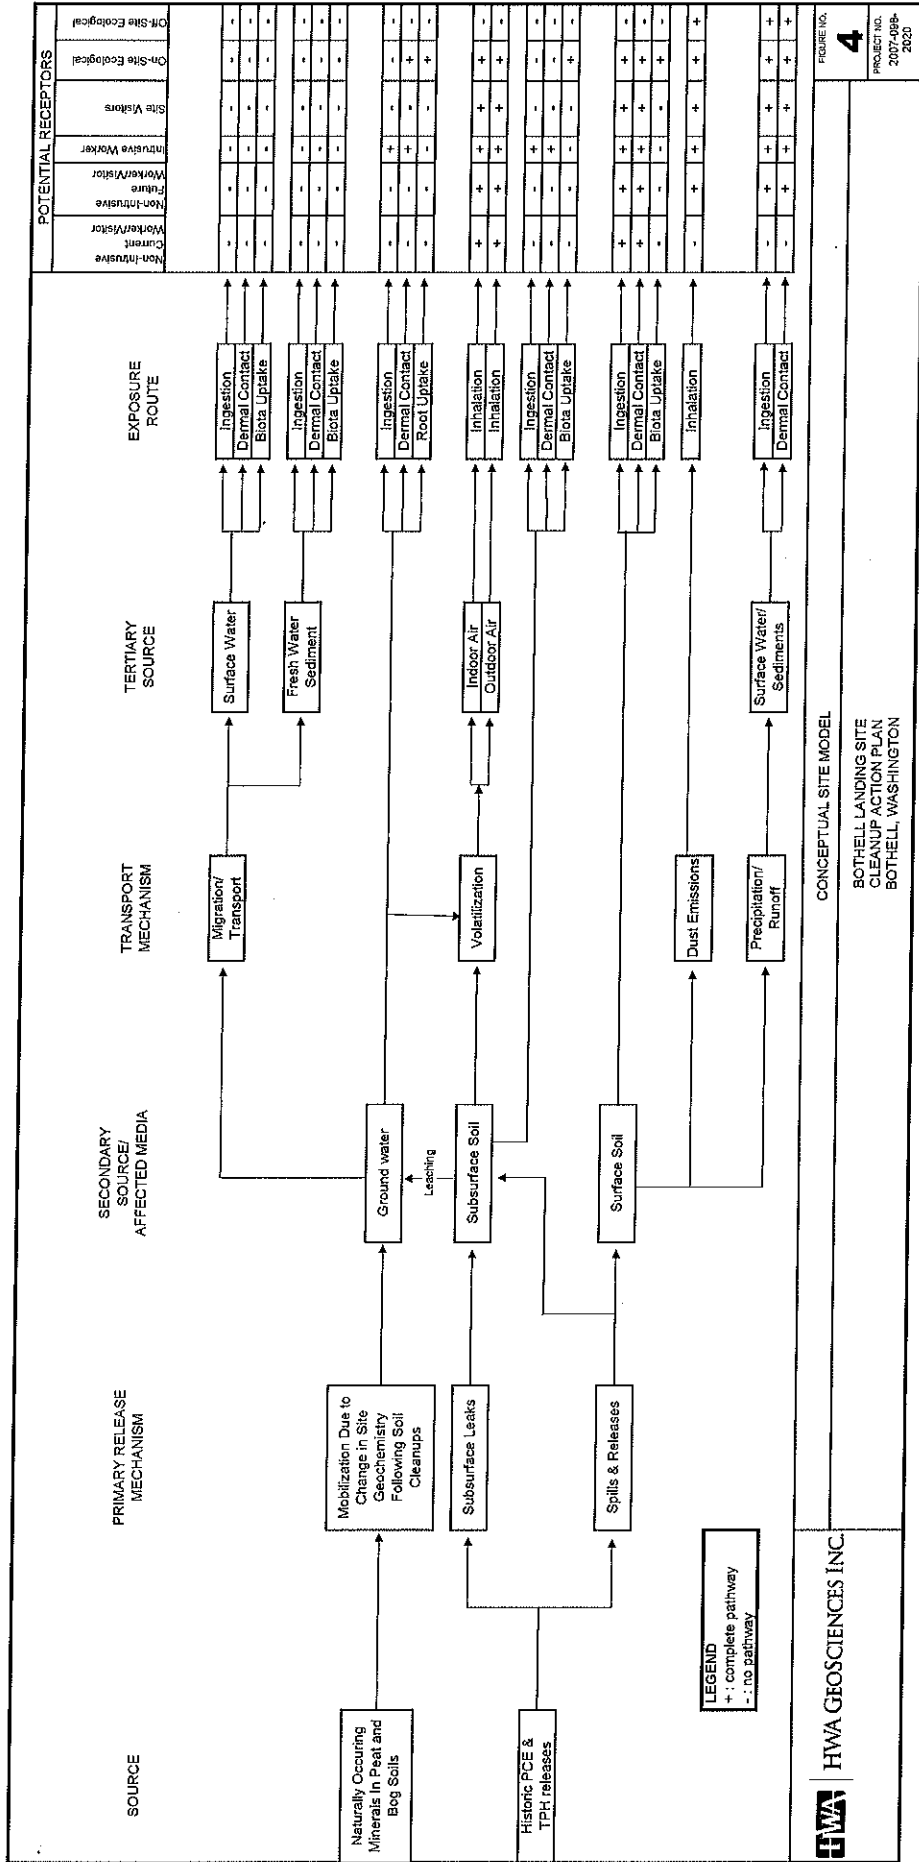 SOURCE
PRIMARY RELEASE
MECHANISM
SECONDARY
SOURCE/
AFFECTED MEDIA
TRANSPORT
MECHANISM
TERTIARY
SOURCE
EXPOSURE
ROUTE
POTENTIAL RECEPTORS
Non-Intrusive
Current
Worker/Visitor
Non-Intrusive
Future
Worker/Visitor
Intrusive Worker
Site Visitors
On-Site Ecological
Off-Site Ecological
Naturally Occuring
Minerals In Peat and
Bog Soils
Historic PCE &
TPH releases
Mobilization Due to
Change in Site
Geochemistry
Following Soil
Cleanups
Subsurface Leaks
Spills & Releases
Ground water
Leaching
Subsurface Soil
Surface Soil
Migration/
Transport
Volatilization
Dust Emissions
Precipitation/
Runoff
Surface Water
Fresh Water
Sediment
Indoor Air
Outdoor Air
Surface Water/
Sediments
Ingestion - - - - - -
Dermal Contact - - - - - -
Biota Uptake - - - - - -
Ingestion - - - - - -
Dermal Contact - - - - - -
Biota Uptake - - - - - -
Ingestion - - + - - -
Dermal Contact - - + - + -
Root Uptake - - - - + -
Inhalation + + + + + -
Inhalation + + + + + -
Ingestion - - + - - -
Dermal Contact - - + - + -
Biota Uptake - - - - + -
Ingestion + + + + + -
Dermal Contact + + + + + -
Biota Uptake - - - - + -
Inhalation - + + + + +
Ingestion - + + + + +
Dermal Contact - + + + + +
LEGEND
+ : complete pathway
- : no pathway
HWA HWA GEOSCIENCES INC.
CONCEPTUAL SITE MODEL
BOTHELL LANDING SITE
CLEANUP ACTION PLAN
BOTHELL, WASHINGTON
FIGURE NO.
4
PROJECT NO.
2007-098-
2020